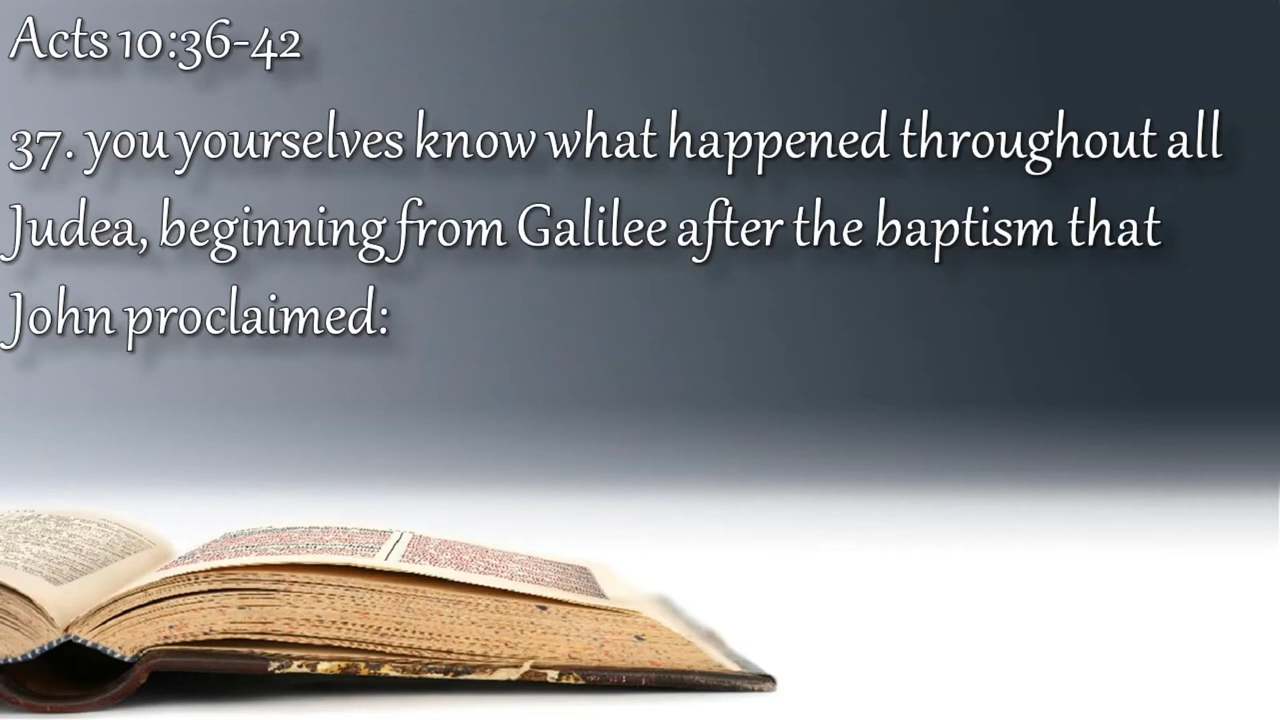 Acts 10:36-42
37. you yourselves know what happened throughout all
Judea, beginning from Galilee after the baptism that
John proclaimed: